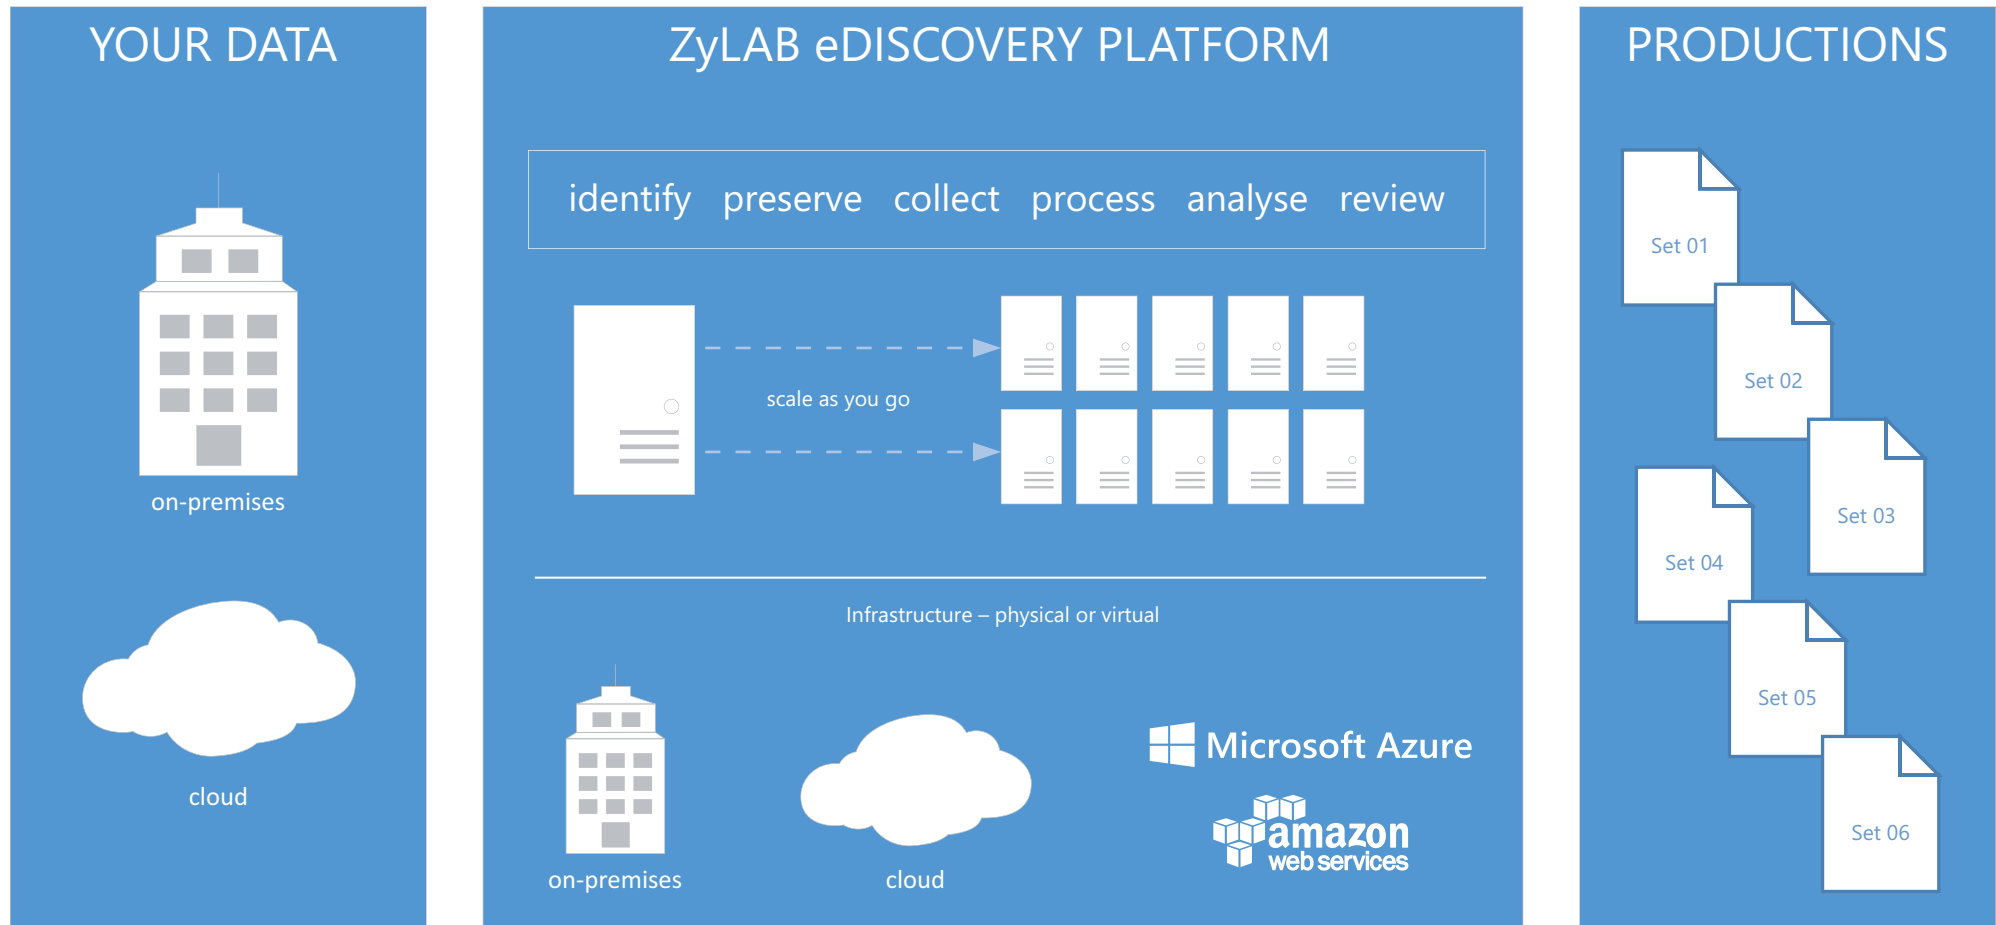 YOUR DATA
on-premises
cloud
ZyLAB eDISCOVERY PLATFORM
identify preserve collect process analyse review
scale as you go
Infrastructure – physical or virtual
on-premises
cloud
Microsoft Azure
amazon
web services
PRODUCTIONS
Set 01
Set 02
Set 03
Set 04
Set 05
Set 06